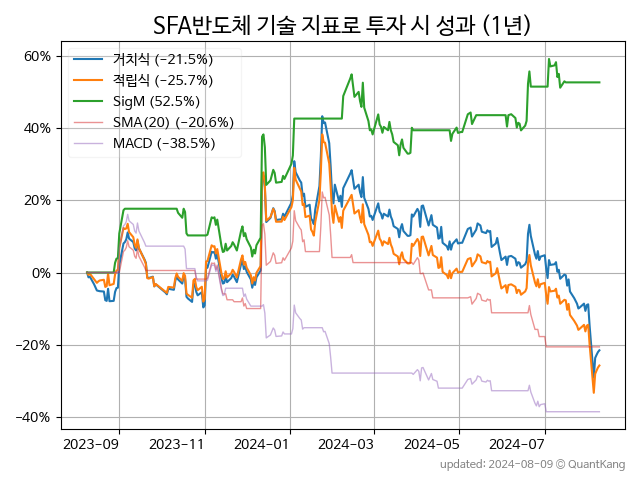 SFA반도체 기술 지표로 투자 시 성과 (1년)
60%
40%
20%
0%
−20%
−40%
거치식 (−21.5%)
적립식 (−25.7%)
SigM (52.5%)
SMA(20) (−20.6%)
MACD (−38.5%)
2023-09 2023-11 2024-01 2024-03 2024-05 2024-07
updated: 2024-08-09 © QuantKang